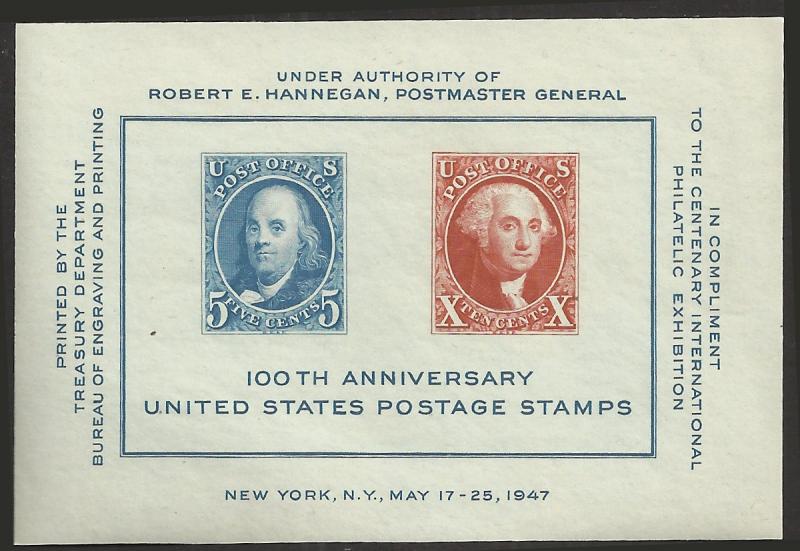 UNDER AUTHORITY OF
ROBERT E. HANNEGAN, POSTMASTER GENERAL
PRINTED BY THE
TREASURY DEPARTMENT
BUREAU OF ENGRAVING AND PRINTING
U S
POST OFFICE
5 5
FIVE CENTS
U S
POST OFFICE
X X
TEN CENTS
100TH ANNIVERSARY
UNITED STATES POSTAGE STAMPS
IN COMPLIMENT
TO THE CENTENARY INTERNATIONAL
PHILATELIC EXHIBITION
NEW YORK, N.Y., MAY 17-25, 1947